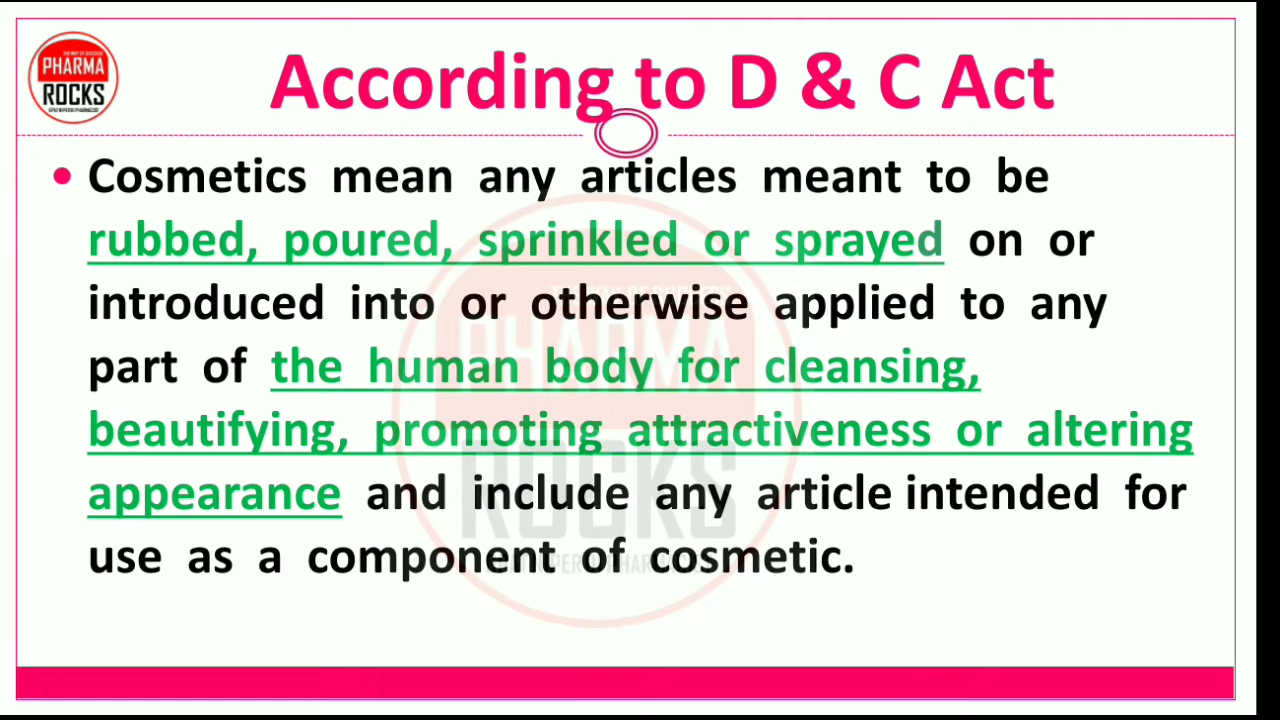 PHARMA
ROCKS
According to D & C Act
• Cosmetics mean any articles meant to be
rubbed, poured, sprinkled or sprayed on or
introduced into or otherwise applied to any
part of the human body for cleansing,
beautifying, promoting attractiveness or altering
appearance and include any article intended for
use as a component of cosmetic.
PHARMA
ROCKS